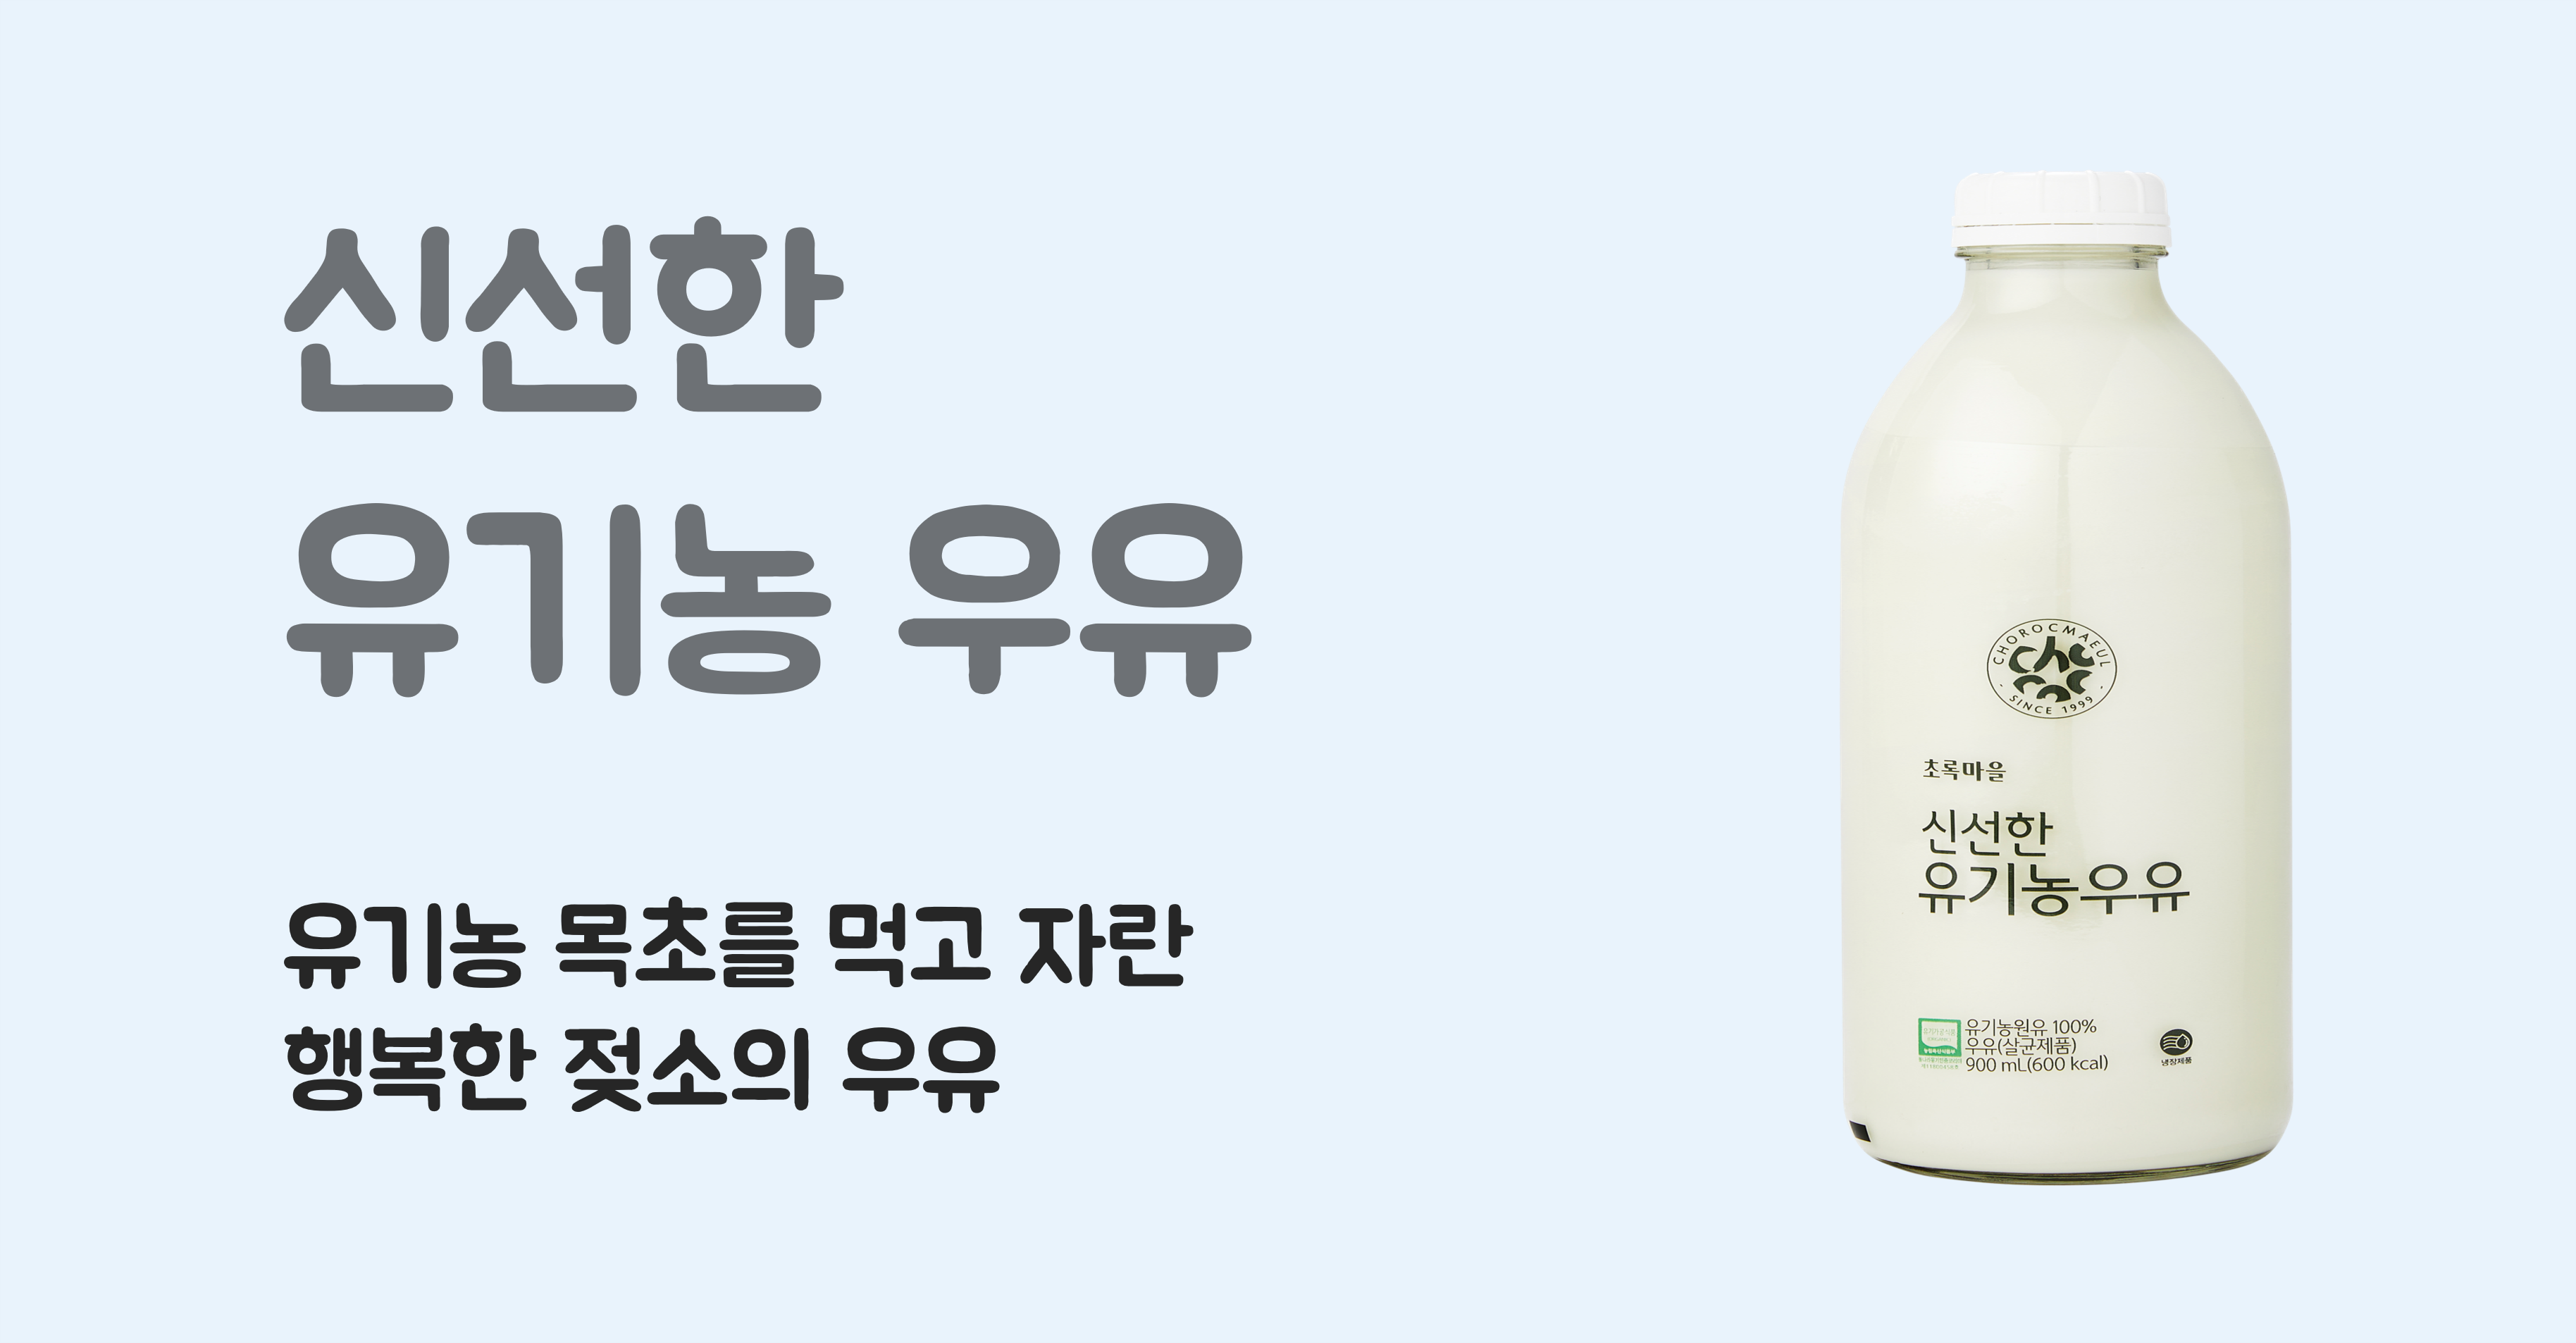 신선한
유기농 우유
유기농 목초를 먹고 자란
행복한 젖소의 우유
CHOROCMAEUL
cho roc
SINCE 1999
초록마을
신선한
유기농우유
유기농원유 100%
우유(살균제품)
900 mL(600 kcal)
냉장제품